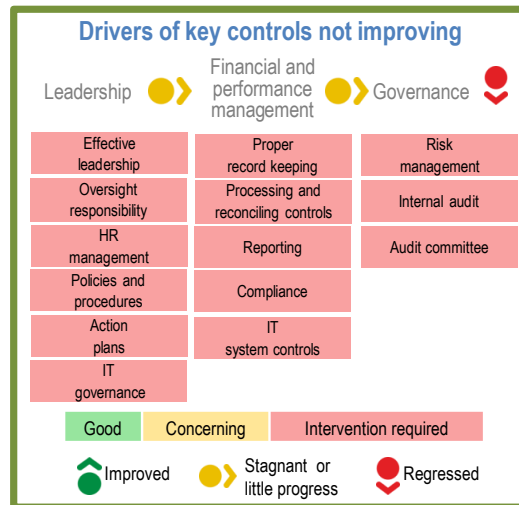 Drivers of key controls not improving
Leadership
Financial and
performance
management
Governance
Effective
leadership
Oversight
responsibility
HR
management
Policies and
procedures
Action
plans
IT
governance
Proper
record keeping
Processing and
reconciling controls
Reporting
Compliance
IT
system controls
Risk
management
Internal audit
Audit committee
Good
Concerning
Intervention required
Improved
Stagnant or
little progress
Regressed